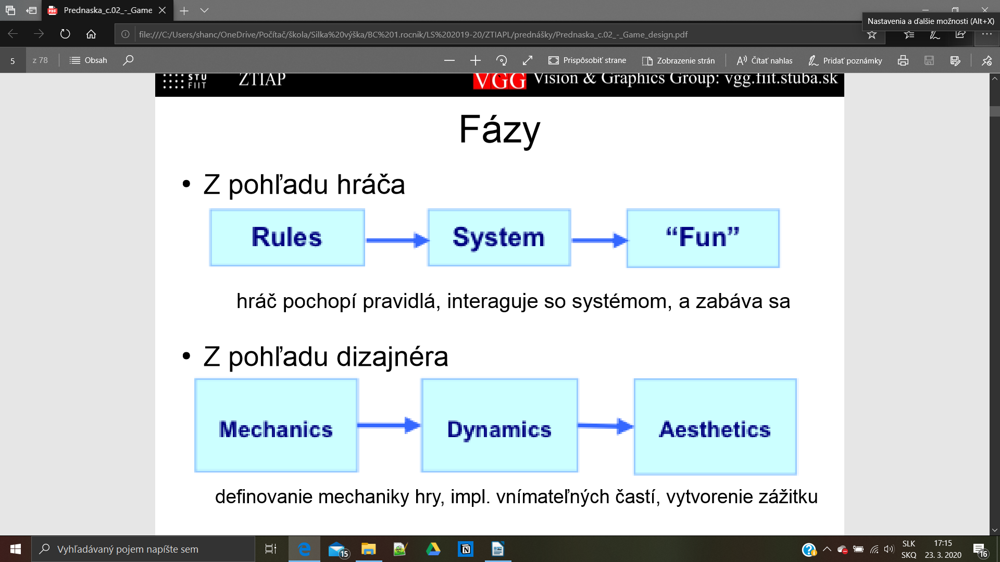 Prednaska_c.02_-_Game
Nastavenia a ďalšie možnosti (Alt+X)
file:///C:/Users/shanc/OneDrive/Počítač/škola/Silka%20výška/BC%201.rocnik/LS%202019-20/ZTIAPL/prednášky/Prednaska_c.02_-_Game_design.pdf
5 z 78 Obsah Prispôsobiť strane Zobrazenie strán Čítať nahlas Pridať poznámky
STU FIIT ZTIAP VGG Vision & Graphics Group: vgg.fiit.stuba.sk
Fázy
• Z pohľadu hráča
Rules System “Fun”
hráč pochopí pravidlá, interaguje so systémom, a zabáva sa
• Z pohľadu dizajnéra
Mechanics Dynamics Aesthetics
definovanie mechaniky hry, impl. vnímateľných častí, vytvorenie zážitku
Vyhľadávaný pojem napíšte sem
15
SLK
SKQ
17:15
23. 3. 2020
16